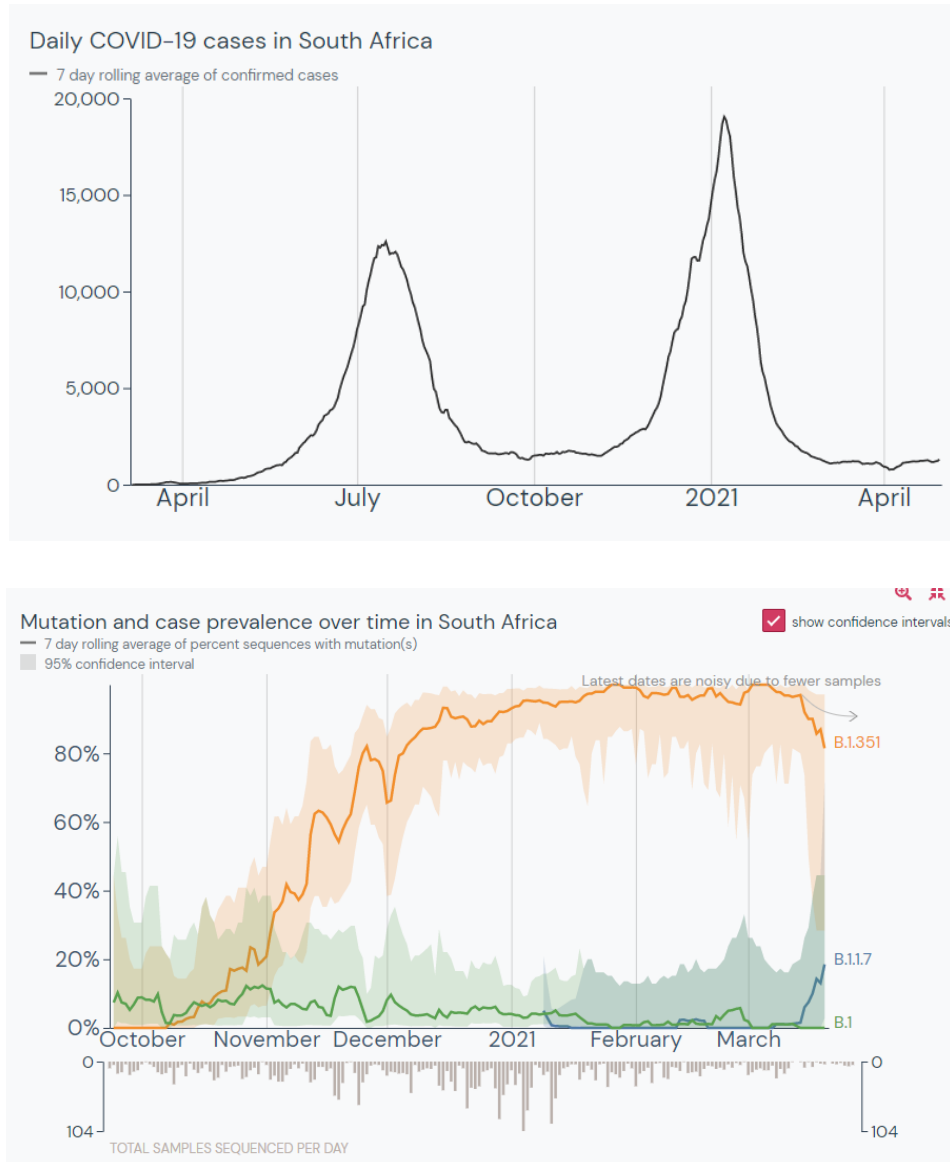 Daily COVID-19 cases in South Africa
7 day rolling average of confirmed cases
20,000
15,000
10,000
5,000
0
April July October 2021 April
Mutation and case prevalence over time in South Africa
show confidence intervals
7 day rolling average of percent sequences with mutation(s)
95% confidence interval
Latest dates are noisy due to fewer samples
B.1.351
80%
60%
40%
20%
B.1.1.7
0%
B.1
October November December 2021 February March
0 0
104 104
TOTAL SAMPLES SEQUENCED PER DAY